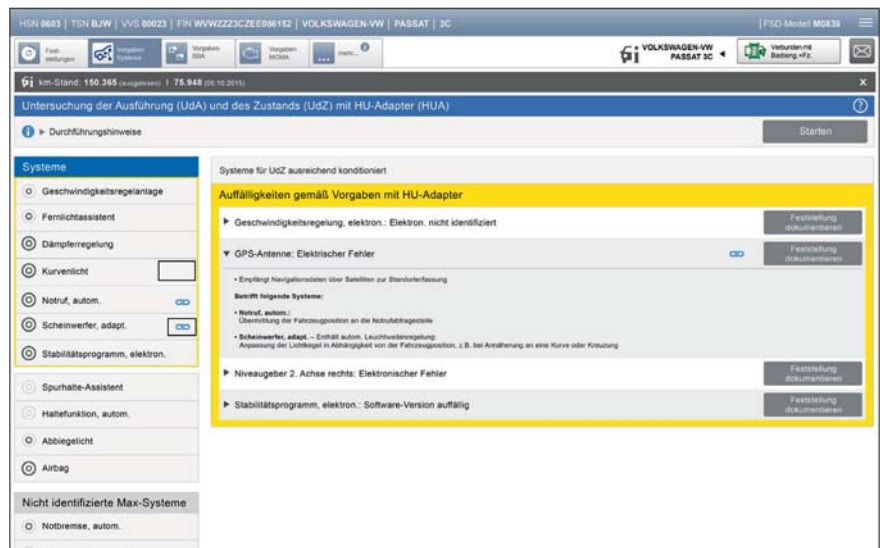 HSN 0603 | TSN BJW | VVS 00023 | FIN WVWZZZ3CZEE086152 | VOLKSWAGEN-VW | PASSAT | 3C
FSD-Modell M0839
Fest-
stellungen
Vorgaben
Systeme
Vorgaben
BBA
Vorgaben
MOMA
mehr... 0
VOLKSWAGEN-VW
PASSAT 3C
Verbunden mit
Bedieng.+Fz.
km-Stand: 150.365 (ausgelesen) I 75.948 (05.10.2015)
x
Untersuchung der Ausführung (UdA) und des Zustands (UdZ) mit HU-Adapter (HUA)
?
i Durchführungshinweise
Starten
Systeme
Geschwindigkeitsregelanlage
Fernlichtassistent
Dämpferregelung
Kurvenlicht
Notruf, autom.
Scheinwerfer, adapt.
Stabilitätsprogramm, elektron.
Spurhalte-Assistent
Haltefunktion, autom.
Abbiegelicht
Airbag
Nicht identifizierte Max-Systeme
Notbremse, autom.
Systeme für UdZ ausreichend konditioniert
Auffälligkeiten gemäß Vorgaben mit HU-Adapter
Geschwindigkeitsregelung, elektron.: Elektron. nicht identifiziert
Feststellung
dokumentieren
GPS-Antenne: Elektrischer Fehler
Feststellung
dokumentieren
• Empfängt Navigationsdaten über Satelliten zur Standorterfassung
Betrifft folgende Systeme:
• Notruf, autom.:
Übermittlung der Fahrzeugposition an die Notrufabfragestelle
• Scheinwerfer, adapt. – Enthält autom. Leuchtweitenregelung:
Anpassung der Lichtkegel in Abhängigkeit von der Fahrzeugposition, z.B. bei Annäherung an eine Kurve oder Kreuzung
Niveaugeber 2. Achse rechts: Elektronischer Fehler
Feststellung
dokumentieren
Stabilitätsprogramm, elektron.: Software-Version auffällig
Feststellung
dokumentieren